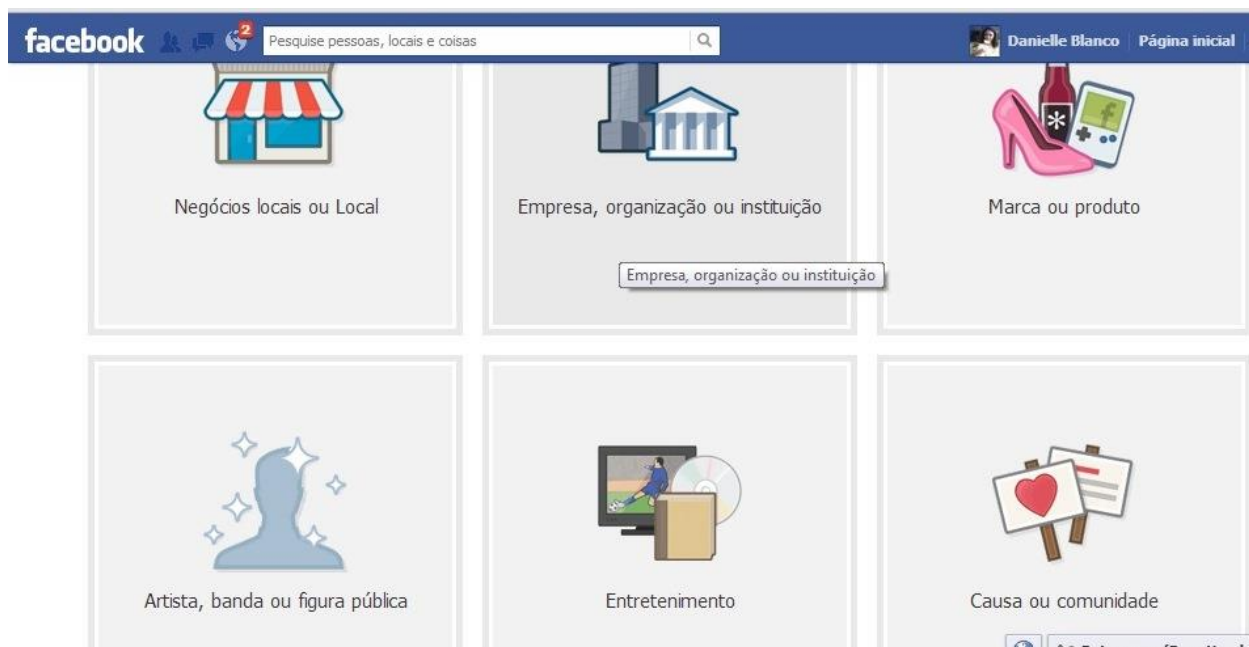 facebook
2
Pesquise pessoas, locais e coisas
Danielle Blanco
Página inicial
Negócios locais ou Local
Empresa, organização ou instituição
Marca ou produto
Empresa, organização ou instituição
Artista, banda ou figura pública
Entretenimento
Causa ou comunidade